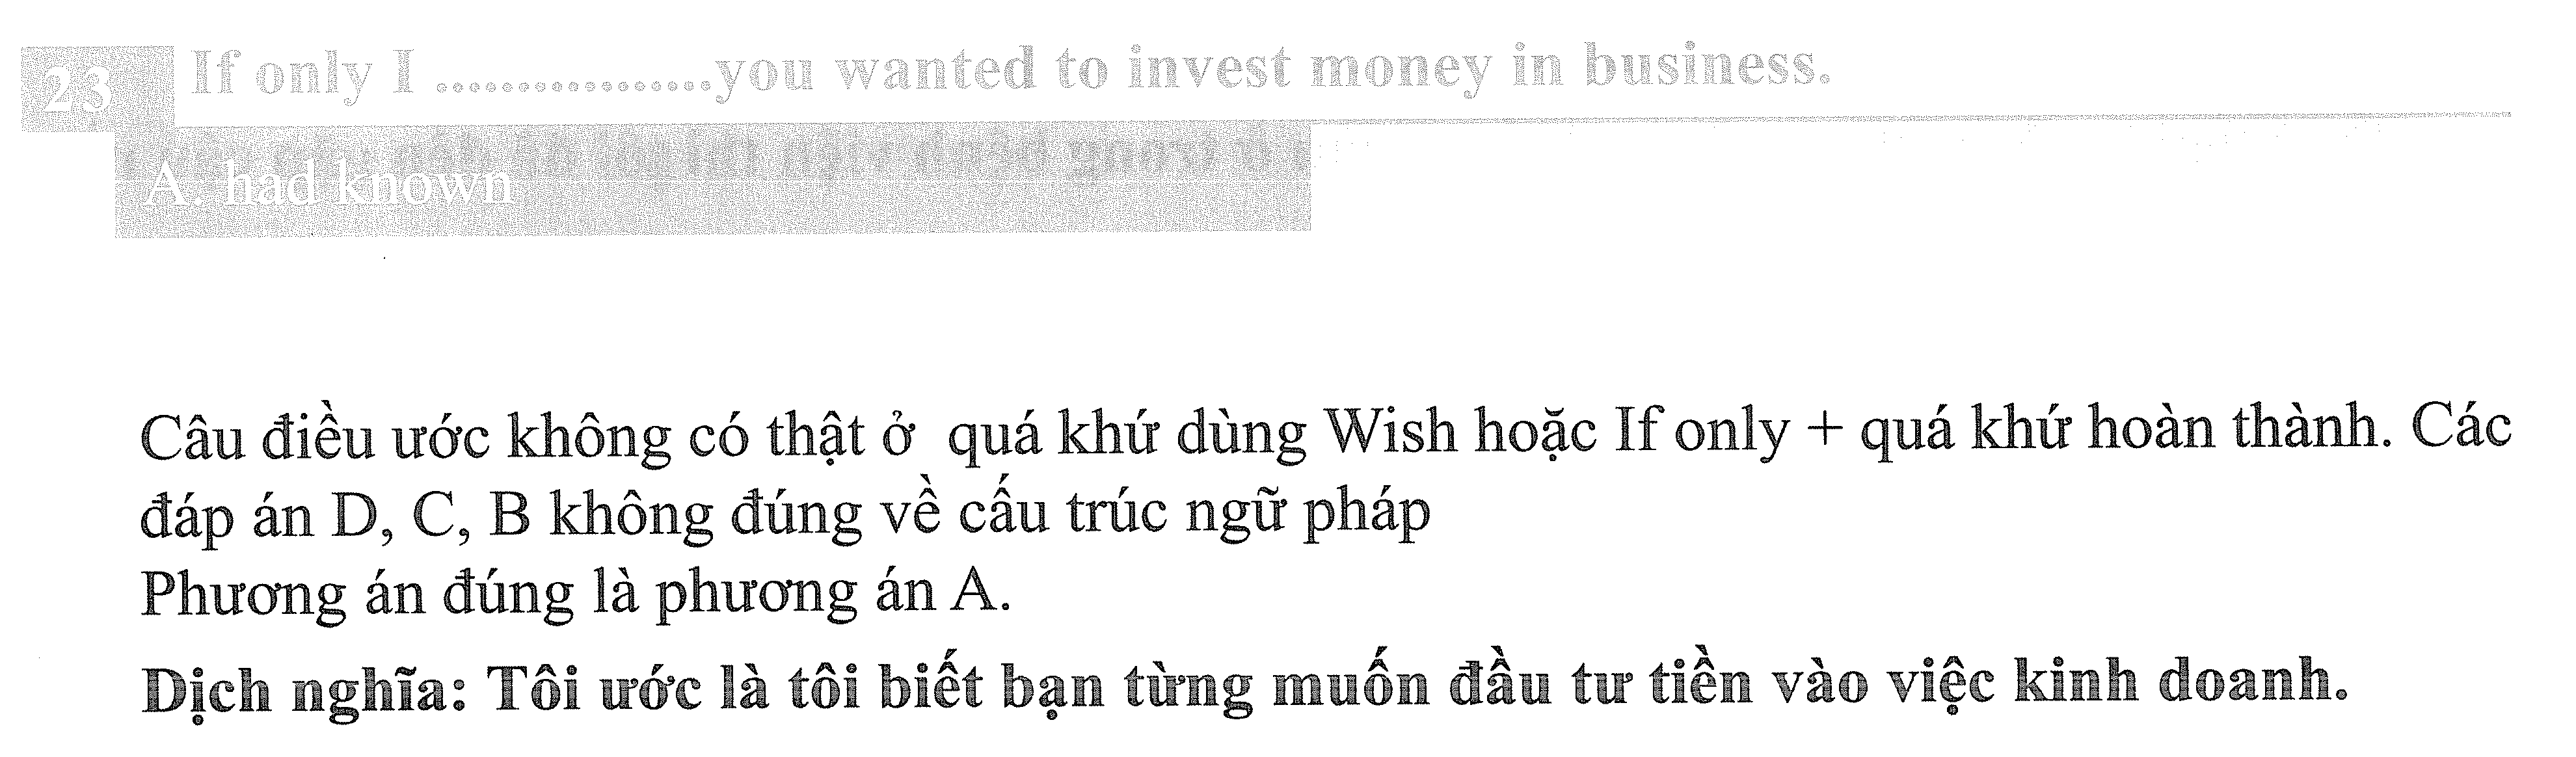 23 If only I .................you wanted to invest money in business.
A. had known
Câu điều ước không có thật ở quá khứ dùng Wish hoặc If only + quá khứ hoàn thành. Các
đáp án D, C, B không đúng về cấu trúc ngữ pháp
Phương án đúng là phương án A.
Dịch nghĩa: Tôi ước là tôi biết bạn từng muốn đầu tư tiền vào việc kinh doanh.